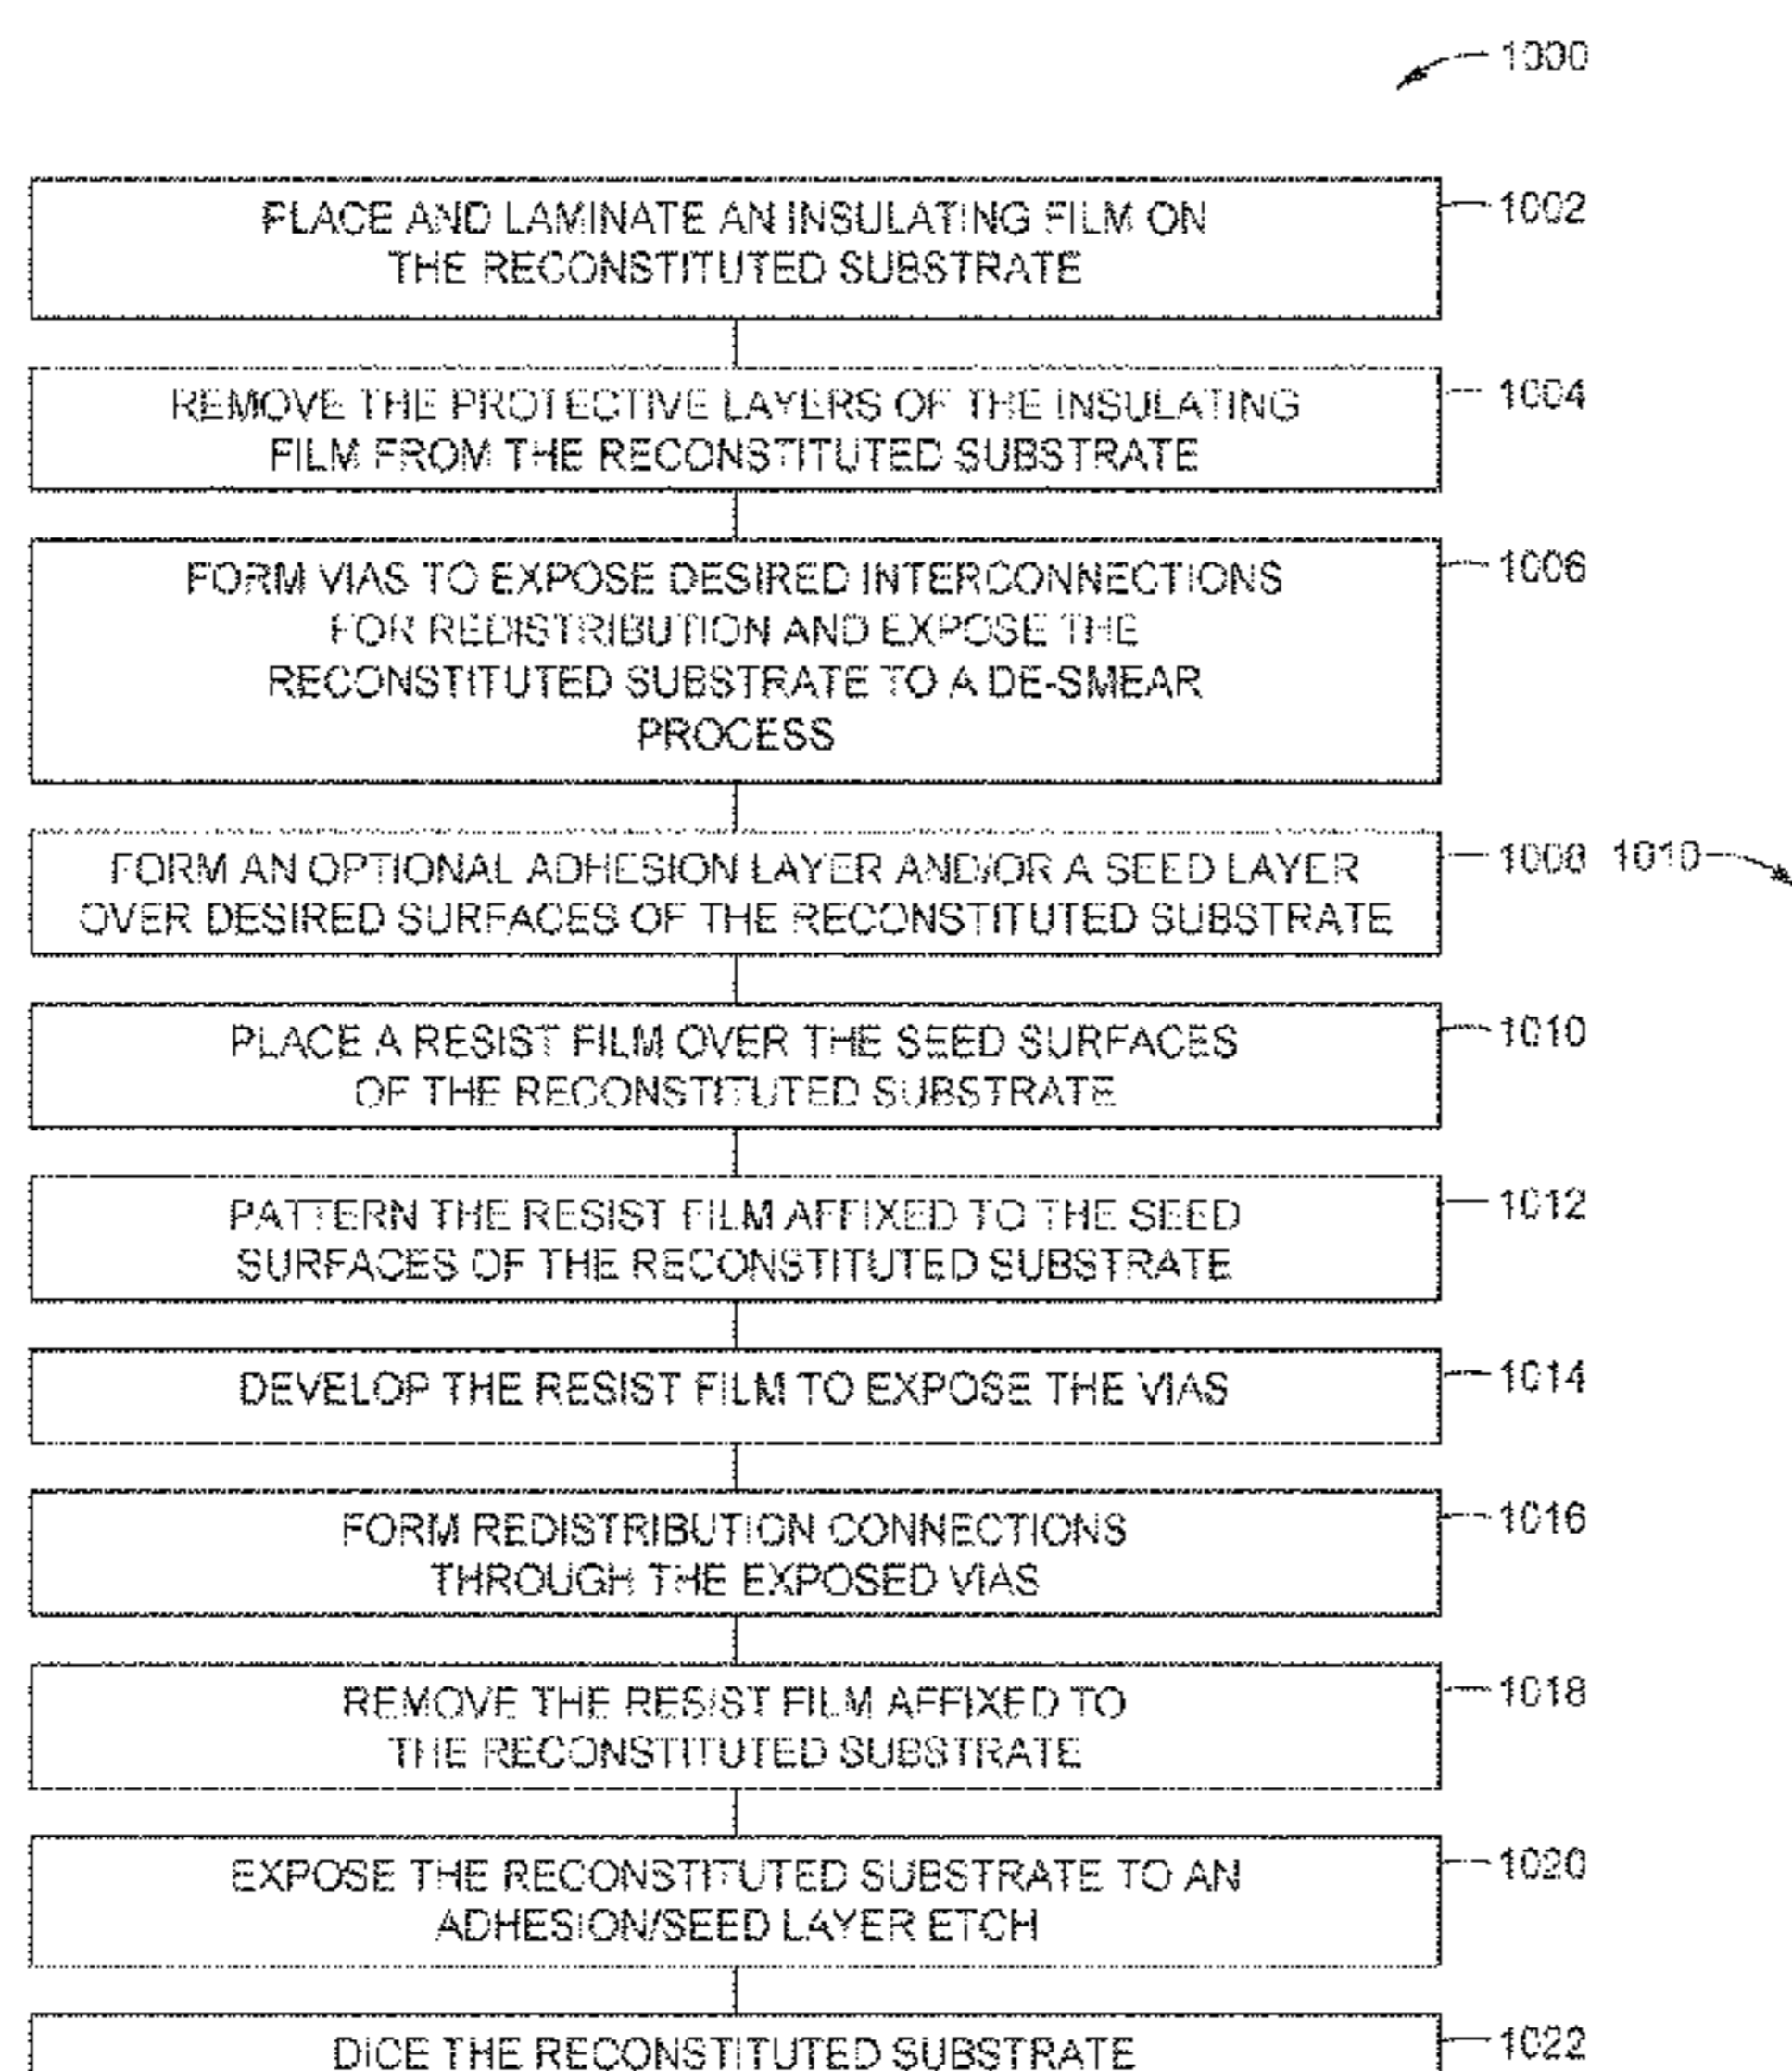 1000
PLACE AND LAMINATE AN INSULATING FILM ON
THE RECONSTITUTED SUBSTRATE
1002
REMOVE THE PROTECTIVE LAYERS OF THE INSULATING
FILM FROM THE RECONSTITUTED SUBSTRATE
1004
FORM VIAS TO EXPOSE DESIRED INTERCONNECTIONS
FOR REDISTRIBUTION AND EXPOSE THE
RECONSTITUTED SUBSTRATE TO A DE-SMEAR
PROCESS
1006
FORM AN OPTIONAL ADHESION LAYER AND/OR A SEED LAYER
OVER DESIRED SURFACES OF THE RECONSTITUTED SUBSTRATE
1008
1010
PLACE A RESIST FILM OVER THE SEED SURFACES
OF THE RECONSTITUTED SUBSTRATE
1010
PATTERN THE RESIST FILM AFFIXED TO THE SEED
SURFACES OF THE RECONSTITUTED SUBSTRATE
1012
DEVELOP THE RESIST FILM TO EXPOSE THE VIAS
1014
FORM REDISTRIBUTION CONNECTIONS
THROUGH THE EXPOSED VIAS
1016
REMOVE THE RESIST FILM AFFIXED TO
THE RECONSTITUTED SUBSTRATE
1018
EXPOSE THE RECONSTITUTED SUBSTRATE TO AN
ADHESION/SEED LAYER ETCH
1020
DICE THE RECONSTITUTED SUBSTRATE
1022